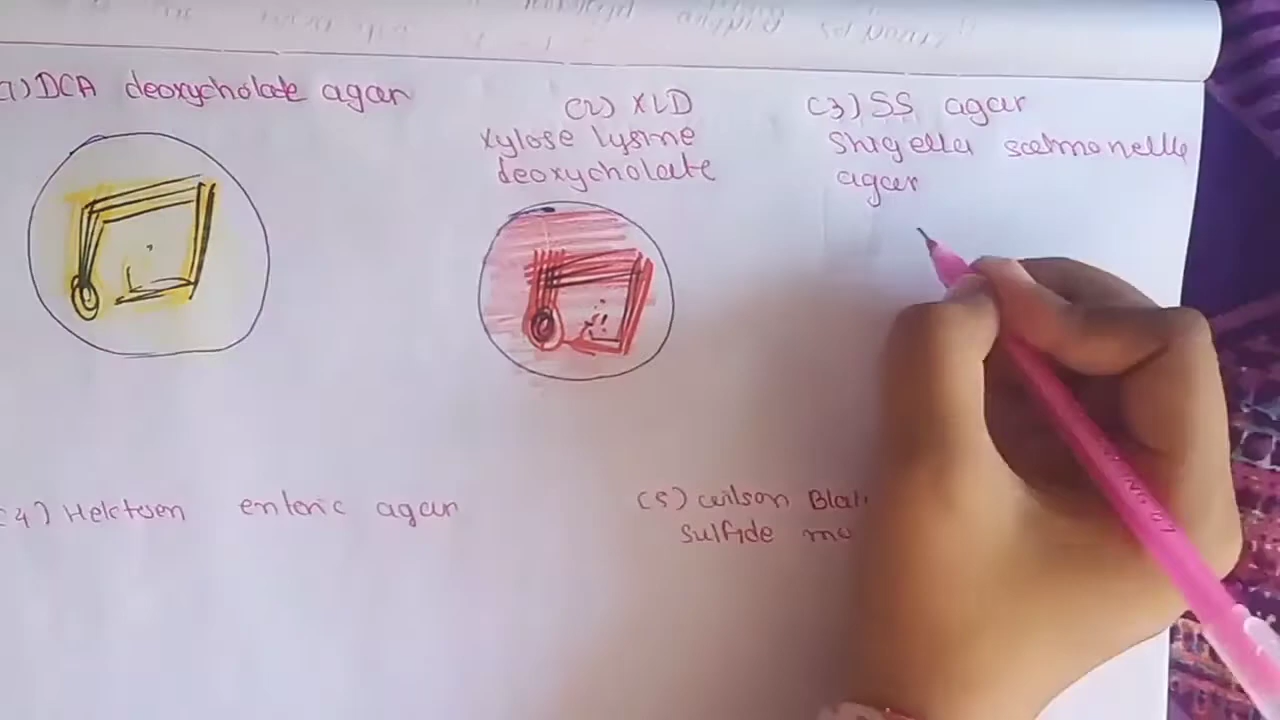 1) DCA deoxycholate agar
(2) XLD
xylose lysine
deoxycholate
(3) SS agar
Shigella salmonella
agar
(4) Hektoen enteric agar
(5) wilson Bla
sulfide m